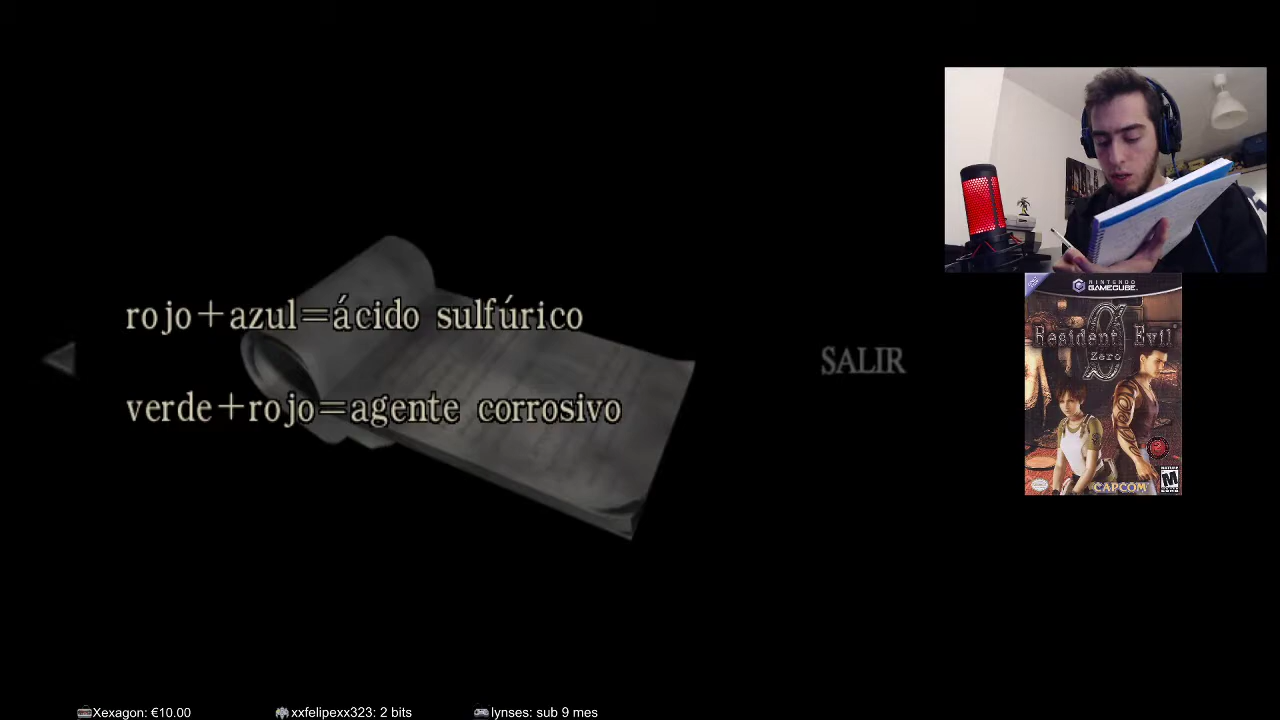 rojo+azul=ácido sulfúrico
verde+rojo=agente corrosivo
SALIR
NINTENDO
GAMECUBE
Resident Evil
Zero
CAPCOM
M
Xexagon: €10.00
xxfelipexx323: 2 bits
lynses: sub 9 mes